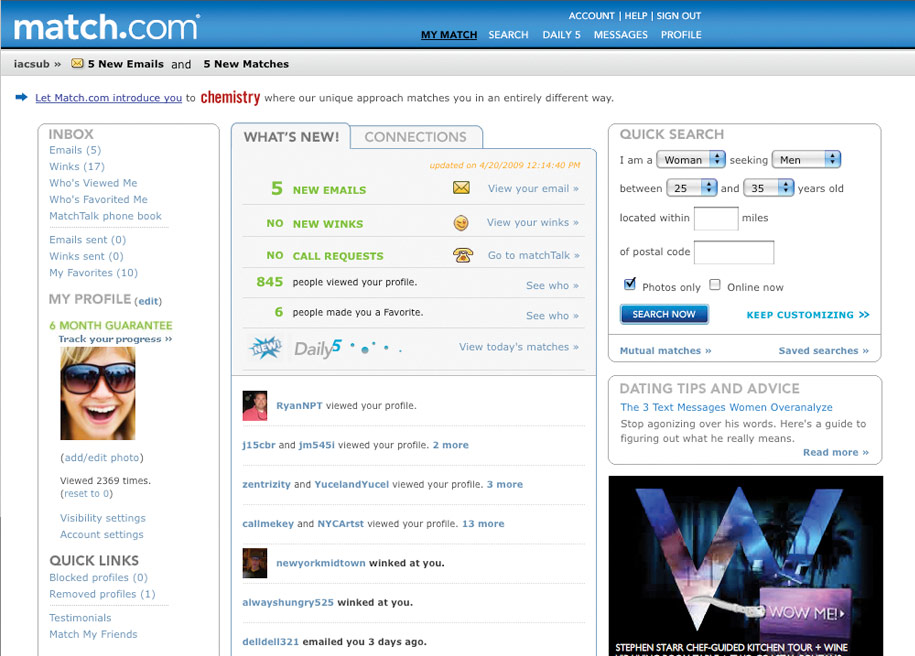 match.com®
ACCOUNT | HELP | SIGN OUT
MY MATCH SEARCH DAILY 5 MESSAGES PROFILE
iacsub » 5 New Emails and 5 New Matches
Let Match.com introduce you to chemistry where our unique approach matches you in an entirely different way.
INBOX
Emails (5)
Winks (17)
Who's Viewed Me
Who's Favorited Me
MatchTalk phone book
Emails sent (0)
Winks sent (0)
My Favorites (10)
MY PROFILE (edit)
6 MONTH GUARANTEE
Track your progress »
(add/edit photo)
Viewed 2369 times.
(reset to 0)
Visibility settings
Account settings
QUICK LINKS
Blocked profiles (0)
Removed profiles (1)
Testimonials
Match My Friends
WHAT'S NEW! CONNECTIONS
updated on 4/20/2009 12:14:40 PM
5 NEW EMAILS View your email »
NO NEW WINKS View your winks »
NO CALL REQUESTS Go to matchTalk »
845 people viewed your profile. See who »
6 people made you a Favorite. See who »
NEW! Daily5 View today's matches »
RyanNPT viewed your profile.
j15cbr and jm545i viewed your profile. 2 more
zentrizity and YucelandYucel viewed your profile. 3 more
callmekey and NYCArtst viewed your profile. 13 more
newyorkmidtown winked at you.
alwayshungry525 winked at you.
delldell321 emailed you 3 days ago.
QUICK SEARCH
I am a Woman seeking Men
between 25 and 35 years old
located within miles
of postal code
Photos only Online now
SEARCH NOW KEEP CUSTOMIZING >>
Mutual matches » Saved searches »
DATING TIPS AND ADVICE
The 3 Text Messages Women Overanalyze
Stop agonizing over his words. Here's a guide to
figuring out what he really means.
Read more »
W
WOW ME!
STEPHEN STARR CHEF-GUIDED KITCHEN TOUR + WINE